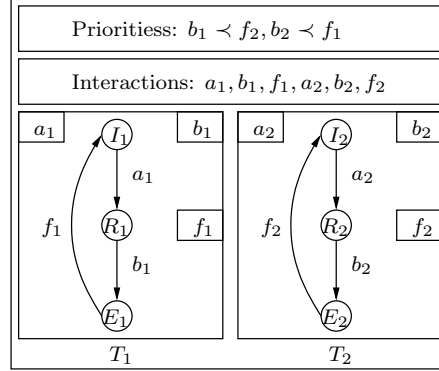 Prioritiess: b₁ ≺ f₂, b₂ ≺ f₁
Interactions: a₁, b₁, f₁, a₂, b₂, f₂
a₁ I₁ b₁ a₂ I₂ b₂
a₁ a₂
f₁ R₁ f₁ f₂ R₂ f₂
b₁ b₂
E₁ E₂
T₁ T₂